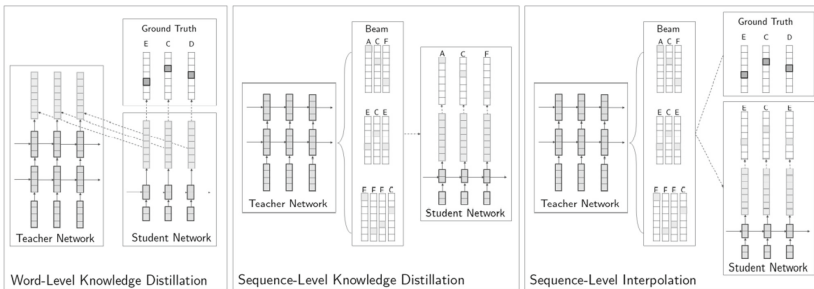 Ground Truth
E C D
Teacher Network
Student Network
Word-Level Knowledge Distillation
Beam
A C F
E C E
E E E C
Teacher Network
A C F
Student Network
Sequence-Level Knowledge Distillation
Beam
A C F
E C E
E E E C
Teacher Network
Ground Truth
E C D
E C E
Student Network
Sequence-Level Interpolation